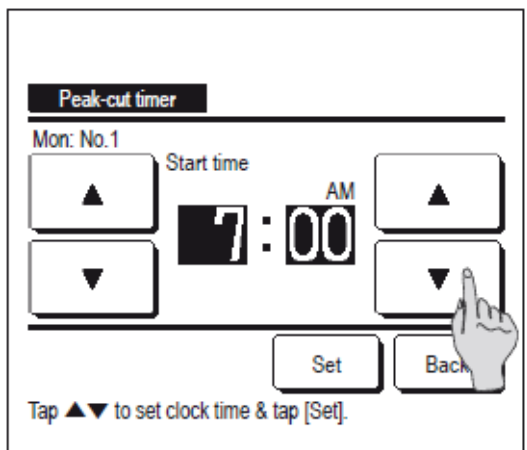 Peak-cut timer
Mon: No.1
Start time
AM
▲ 7 : 00 ▲
▼ ▼
Set Back
Tap ▲▼ to set clock time & tap [Set].